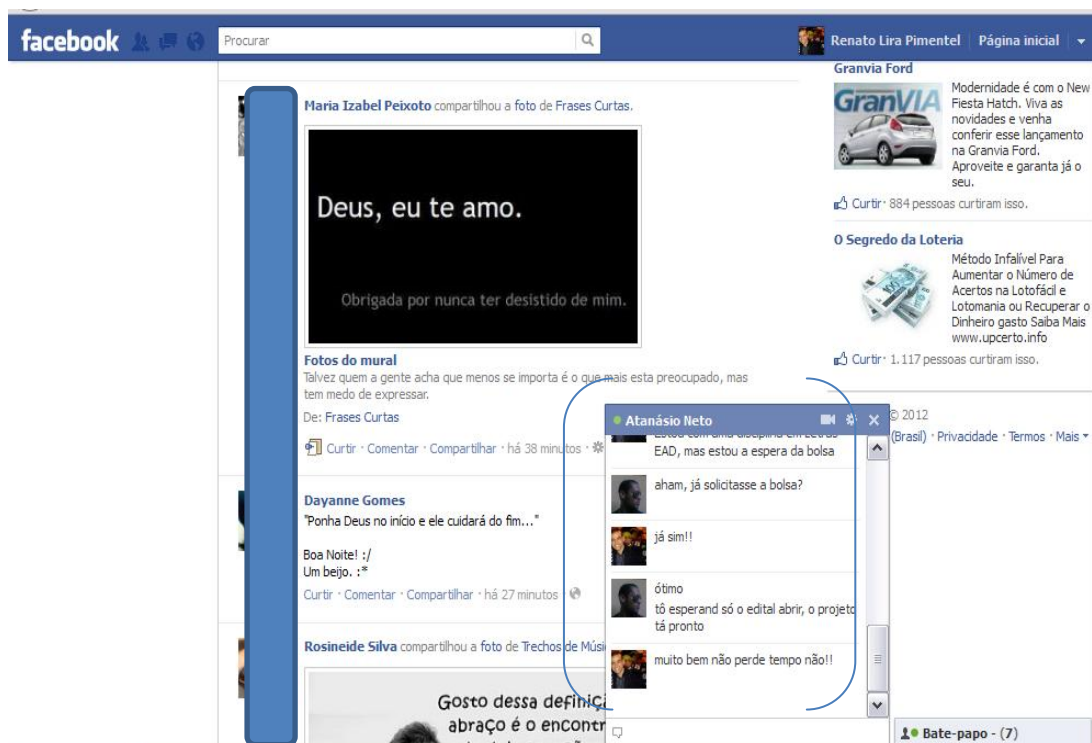 facebook
Procurar
Renato Lira Pimentel
Página inicial
Maria Izabel Peixoto compartilhou a foto de Frases Curtas.
Deus, eu te amo.
Obrigada por nunca ter desistido de mim.
Fotos do mural
Talvez quem a gente acha que menos se importa é o que mais esta preocupado, mas
tem medo de expressar.
De: Frases Curtas
Curtir · Comentar · Compartilhar · há 38 minutos ·
Dayanne Gomes
"Ponha Deus no início e ele cuidará do fim..."
Boa Noite! :/
Um beijo. :*
Curtir · Comentar · Compartilhar · há 27 minutos ·
Rosineide Silva compartilhou a foto de Trechos de Músi
Gosto dessa definiç
abraço é o encontr
Granvia Ford
GranVIA
Modernidade é com o New
Fiesta Hatch. Viva as
novidades e venha
conferir esse lançamento
na Granvia Ford.
Aproveite e garanta já o
seu.
Curtir · 884 pessoas curtiram isso.
O Segredo da Loteria
100
Método Infalível Para
Aumentar o Número de
Acertos na Lotofácil e
Lotomania ou Recuperar o
Dinheiro gasto Saiba Mais
www.upcerto.info
Curtir · 1.117 pessoas curtiram isso.
© 2012
(Brasil) · Privacidade · Termos · Mais
Atanásio Neto
Estou com uma disciplina em Letras
EAD, mas estou a espera da bolsa
aham, já solicitasse a bolsa?
já sim!!
ótimo
tô esperand só o edital abrir, o projeto
tá pronto
muito bem não perde tempo não!!
Bate-papo - (7)